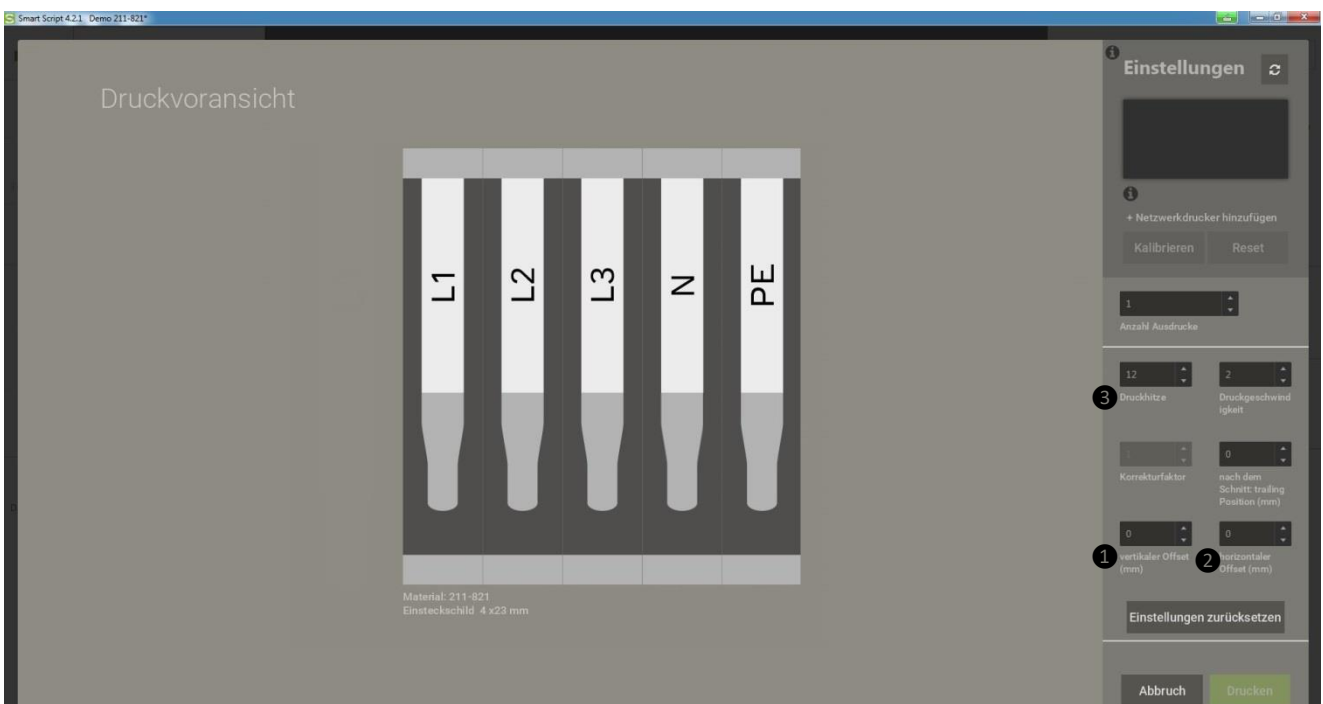 Smart Script 4.2.1 Demo 211-821*
Druckvoransicht
L1
L2
L3
N
PE
Material: 211-821
Einsteckschild 4 x23 mm
Einstellungen
+ Netzwerkdrucker hinzufügen
Kalibrieren Reset
1
Anzahl Ausdrucke
12 2
3 Druckhitze
Druckgeschwind
igkeit
1 0
Korrekturfaktor
nach dem
Schnitt: trailing
Position (mm)
0 0
1 vertikaler Offset
(mm)
2 horizontaler
Offset (mm)
Einstellungen zurücksetzen
Abbruch Drucken